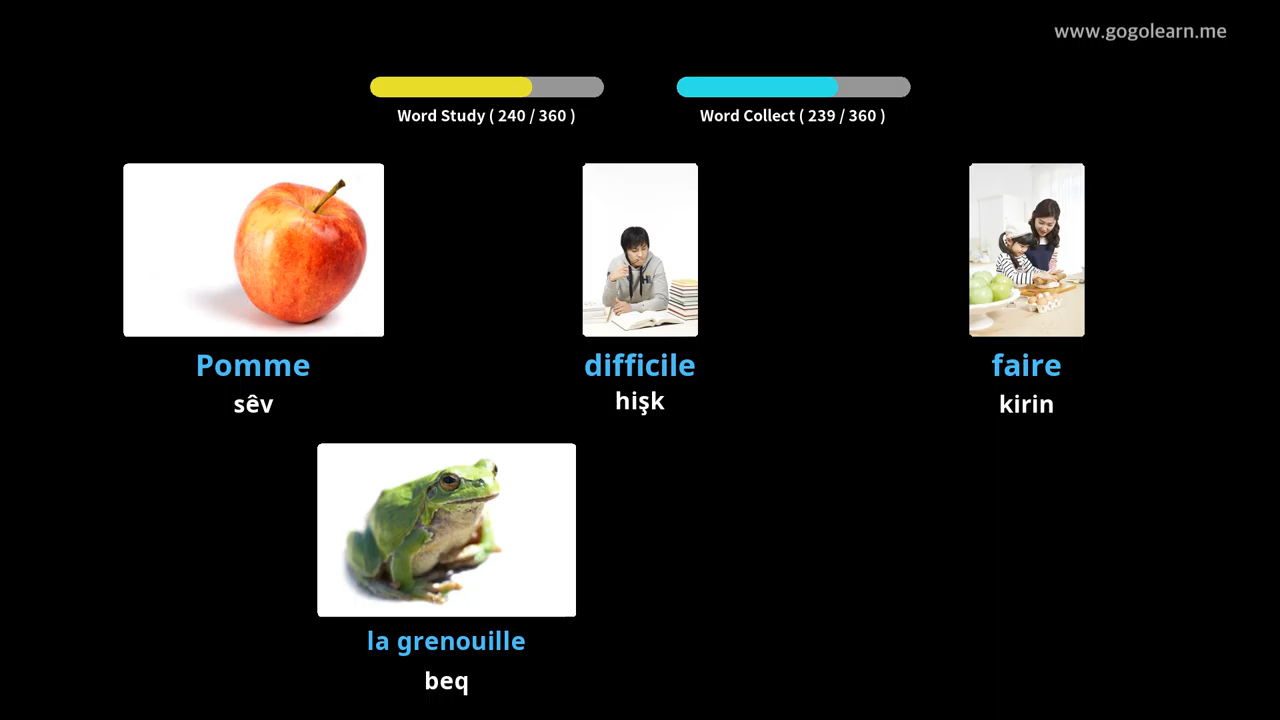 www.gogolearn.me
Word Study ( 240 / 360 )
Word Collect ( 239 / 360 )
Pomme
sêv
difficile
hişk
faire
kirin
la grenouille
beq